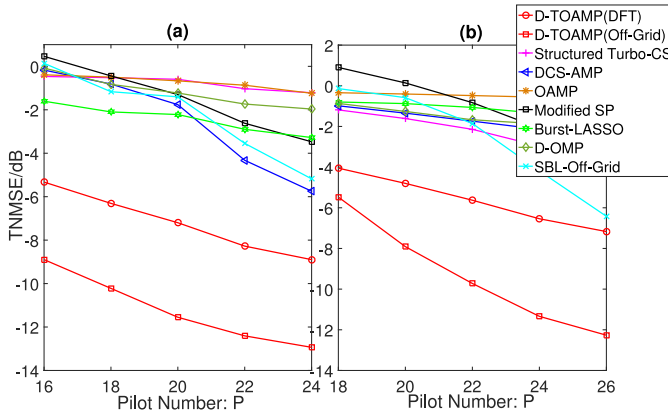 (a)
(b)
TNMSE/dB
0
-2
-4
-6
-8
-10
-12
-14
16
18
20
22
24
Pilot Number: P
2
0
-2
-4
-6
-8
-10
-12
-14
18
20
22
24
26
Pilot Number: P
D-TOAMP(DFT)
D-TOAMP(Off-Grid)
Structured Turbo-CS
DCS-AMP
OAMP
Modified SP
Burst-LASSO
D-OMP
SBL-Off-Grid